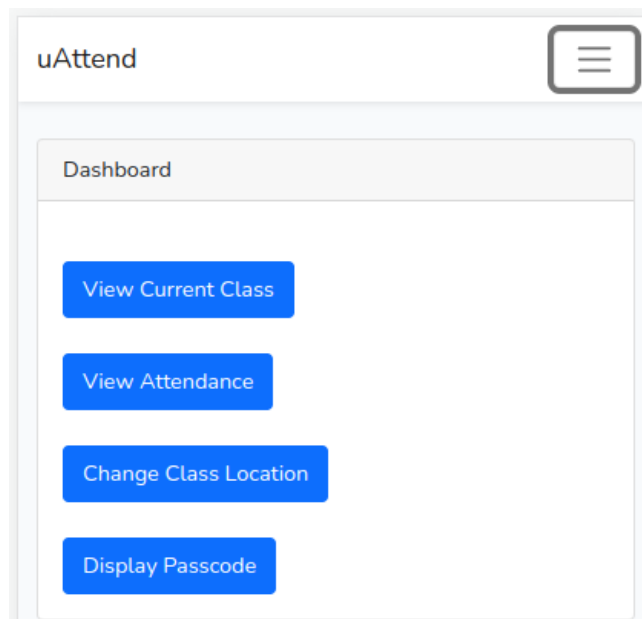 uAttend
Dashboard
View Current Class
View Attendance
Change Class Location
Display Passcode